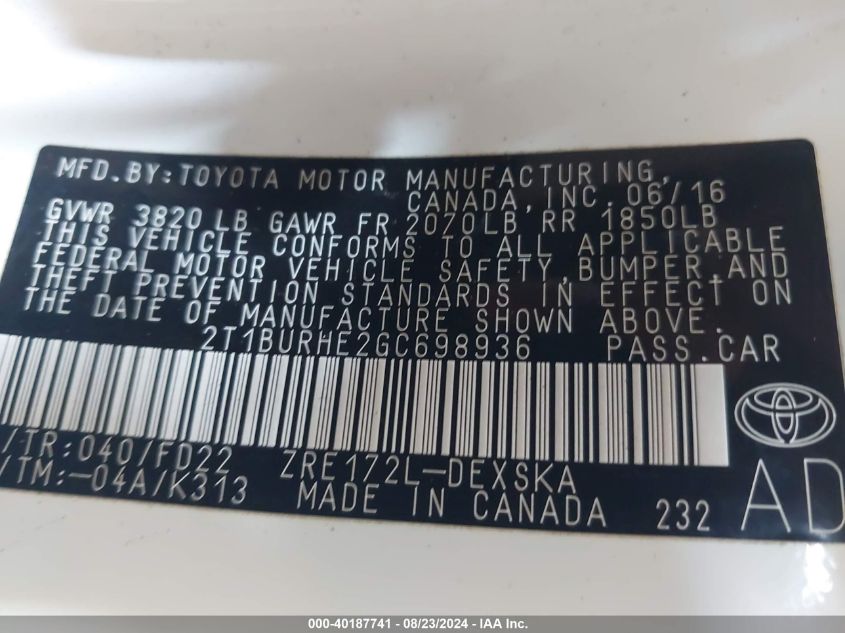 MFD.BY:TOYOTA MOTOR MANUFACTURING,
CANADA,INC. 06/16
GVWR 3820LB GAWR FR 2070LB RR 1850LB
THIS VEHICLE CONFORMS TO ALL APPLICABLE
FEDERAL MOTOR VEHICLE SAFETY,BUMPER,AND
THEFT PREVENTION STANDARDS IN EFFECT ON
THE DATE OF MANUFACTURE SHOWN ABOVE.
2T1BURHE2GC698936 PASS.CAR
/TR:040/FD22 ZRE172L-DEXSKA
/TM:-04A/K313 MADE IN CANADA 232 AD
000-40187741 - 08/23/2024 - IAA Inc.